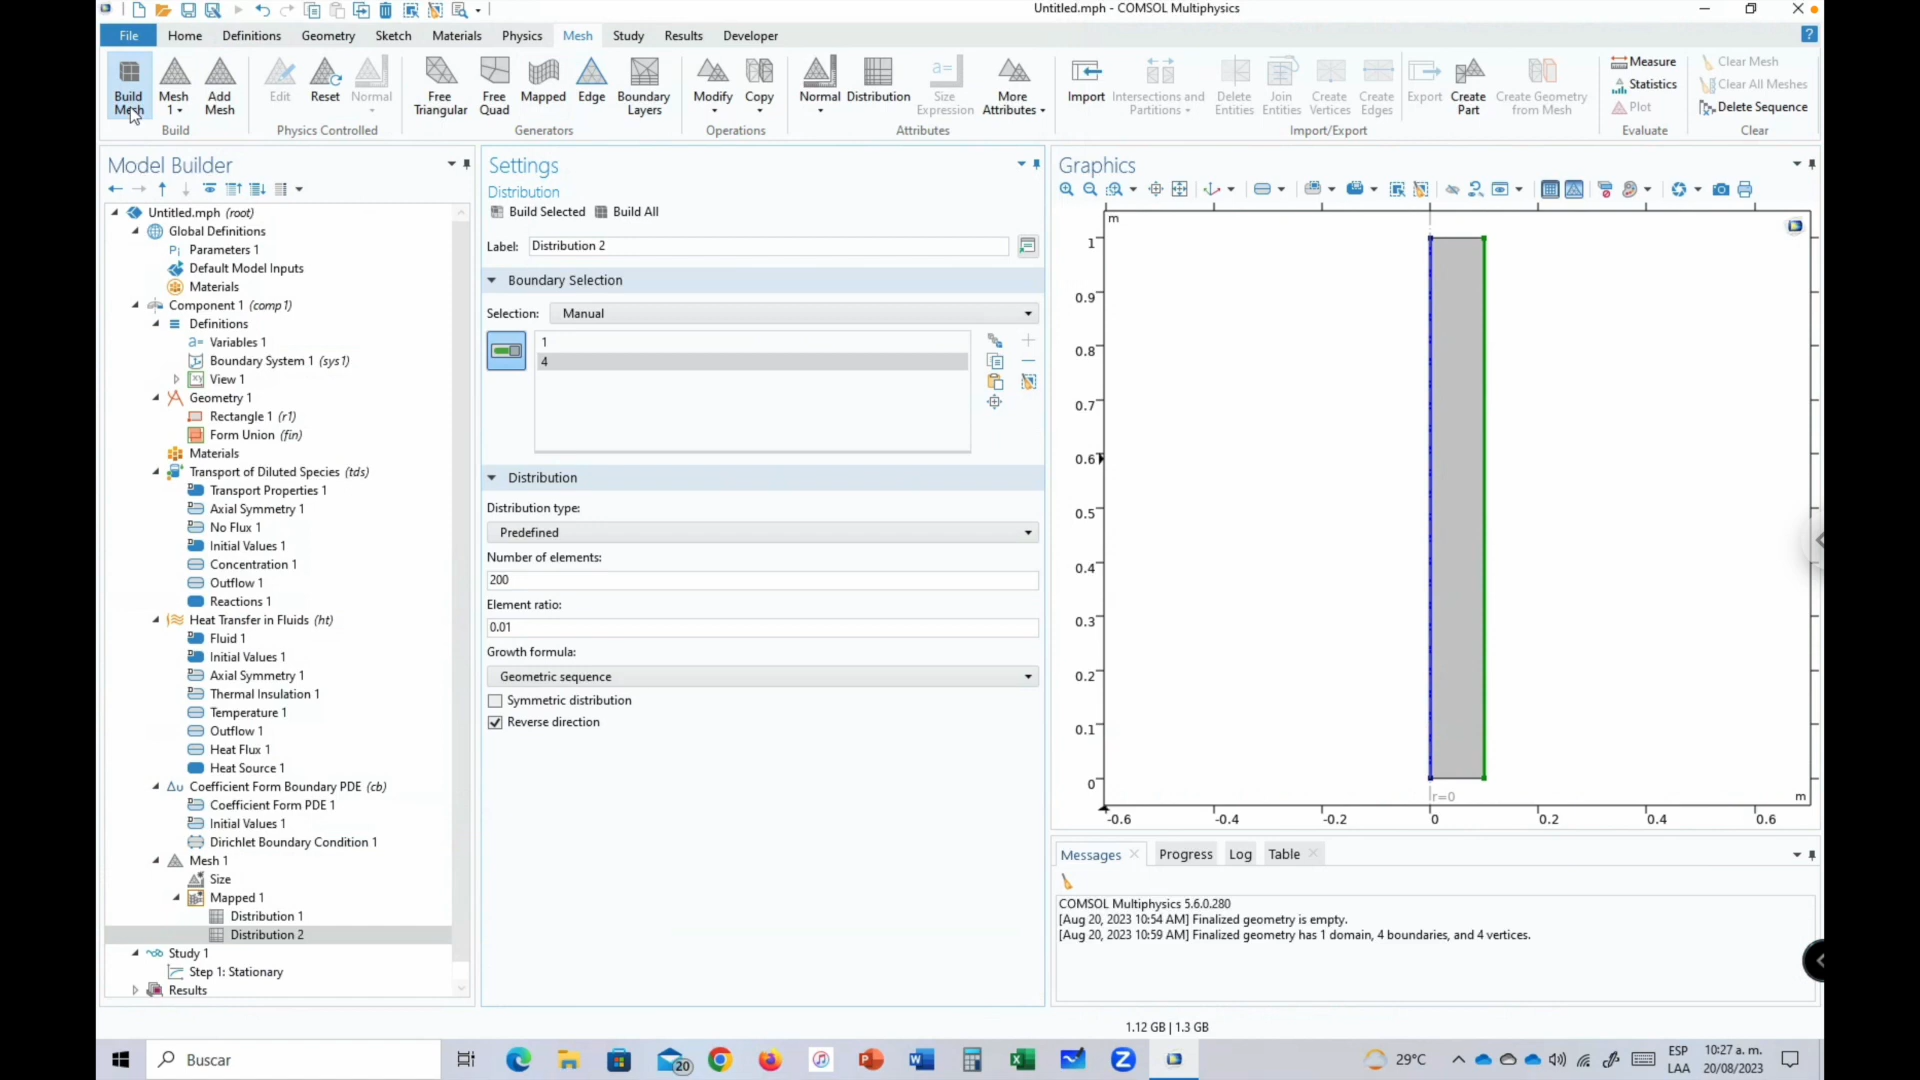 Untitled.mph - COMSOL Multiphysics
File Home Definitions Geometry Sketch Materials Physics Mesh Study Results Developer
Build Mesh
Mesh 1
Add Mesh
Build
Edit
Reset
Normal
Physics Controlled
Free Triangular
Free Quad
Mapped
Edge
Boundary Layers
Generators
Modify
Copy
Operations
Normal
Distribution
Size Expression
More Attributes
Attributes
Import
Intersections and Partitions
Delete Entities
Join Entities
Create Vertices
Create Edges
Export
Create Part
Create Geometry from Mesh
Import/Export
Measure
Statistics
Plot
Evaluate
Clear Mesh
Clear All Meshes
Delete Sequence
Clear
Model Builder
Untitled.mph (root)
Global Definitions
Pi Parameters 1
Default Model Inputs
Materials
Component 1 (comp1)
Definitions
a= Variables 1
Boundary System 1 (sys1)
View 1
Geometry 1
Rectangle 1 (r1)
Form Union (fin)
Materials
Transport of Diluted Species (tds)
Transport Properties 1
Axial Symmetry 1
No Flux 1
Initial Values 1
Concentration 1
Outflow 1
Reactions 1
Heat Transfer in Fluids (ht)
Fluid 1
Initial Values 1
Axial Symmetry 1
Thermal Insulation 1
Temperature 1
Outflow 1
Heat Flux 1
Heat Source 1
Δu Coefficient Form Boundary PDE (cb)
Coefficient Form PDE 1
Initial Values 1
Dirichlet Boundary Condition 1
Mesh 1
Size
Mapped 1
Distribution 1
Distribution 2
Study 1
Step 1: Stationary
Results
Settings
Distribution
Build Selected Build All
Label: Distribution 2
Boundary Selection
Selection: Manual
1
4
Distribution
Distribution type:
Predefined
Number of elements:
200
Element ratio:
0.01
Growth formula:
Geometric sequence
Symmetric distribution
Reverse direction
Graphics
m
1
0.9
0.8
0.7
0.6
0.5
0.4
0.3
0.2
0.1
0
r=0
m
-0.6 -0.4 -0.2 0 0.2 0.4 0.6
Messages Progress Log Table
COMSOL Multiphysics 5.6.0.280
[Aug 20, 2023 10:54 AM] Finalized geometry is empty.
[Aug 20, 2023 10:59 AM] Finalized geometry has 1 domain, 4 boundaries, and 4 vertices.
1.12 GB | 1.3 GB
Buscar
20
29°C
ESP
LAA
10:27 a. m.
20/08/2023